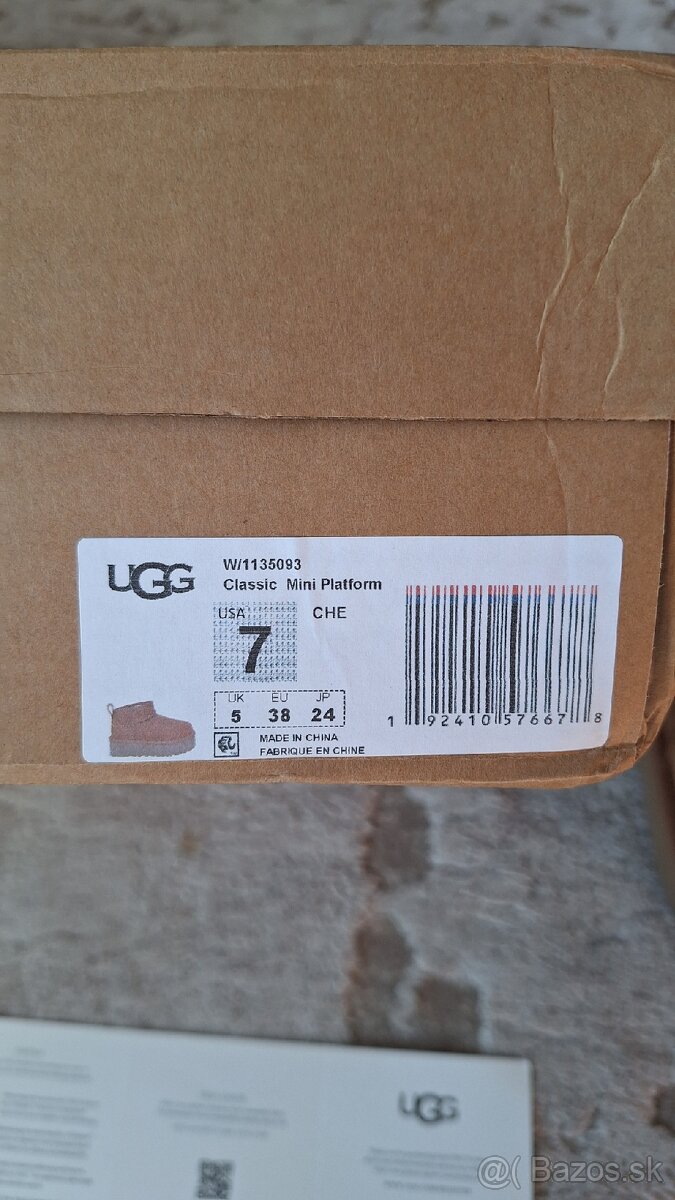 UGG
W/1135093
Classic Mini Platform
USA
7
CHE
UK EU JP
5 38 24
MADE IN CHINA
FABRIQUE EN CHINE
1 92410 57667 8
UGG
@( Bazos.sk